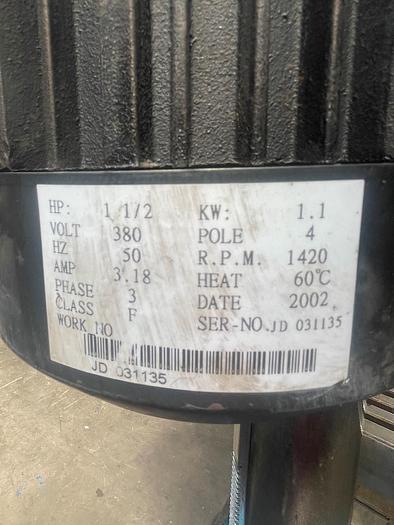 HP: 1 1/2 KW: 1.1
VOLT 380 POLE 4
HZ 50 R.P.M. 1420
AMP 3.18 HEAT 60℃
PHASE 3 DATE 2002
CLASS F SER-NO. JD 031135
WORK NO
JD 031135